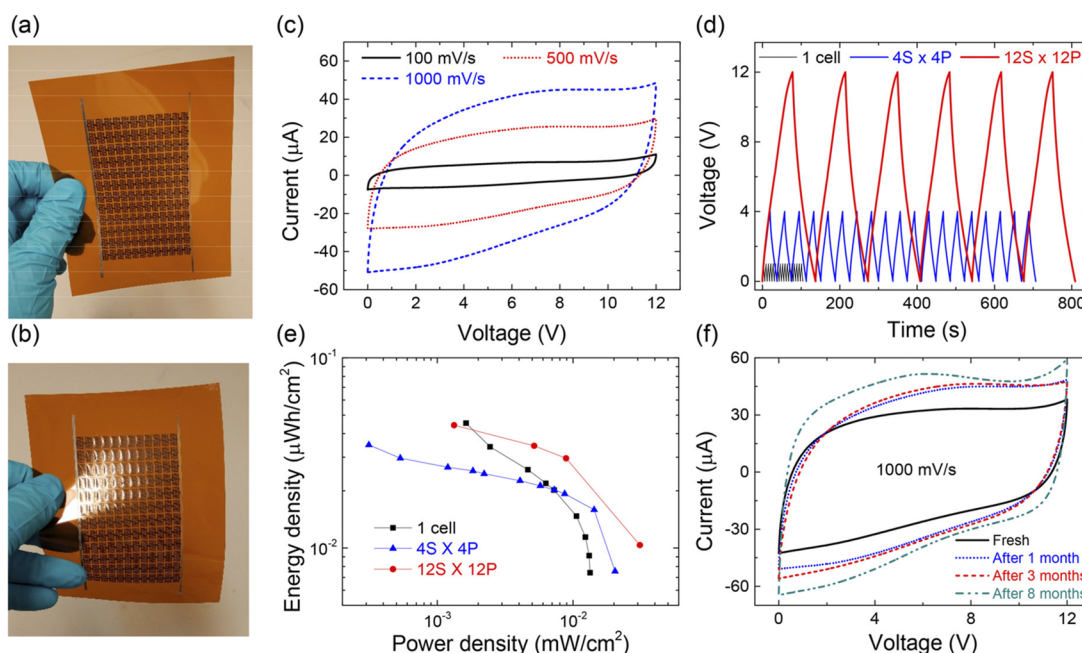 (a)
(c)
100 mV/s 500 mV/s
1000 mV/s
Current (μA)
60
40
20
0
-20
-40
-60
0 2 4 6 8 10 12
Voltage (V)
(d)
1 cell 4S x 4P 12S x 12P
Voltage (V)
12
8
4
0
0 200 400 600 800
Time (s)
(b)
(e)
Energy density (μWh/cm²)
10⁻¹
10⁻²
1 cell
4S X 4P
12S X 12P
10⁻³ 10⁻²
Power density (mW/cm²)
(f)
Current (μA)
60
30
0
-30
-60
1000 mV/s
Fresh
After 1 month
After 3 months
After 8 months
0 4 8 12
Voltage (V)